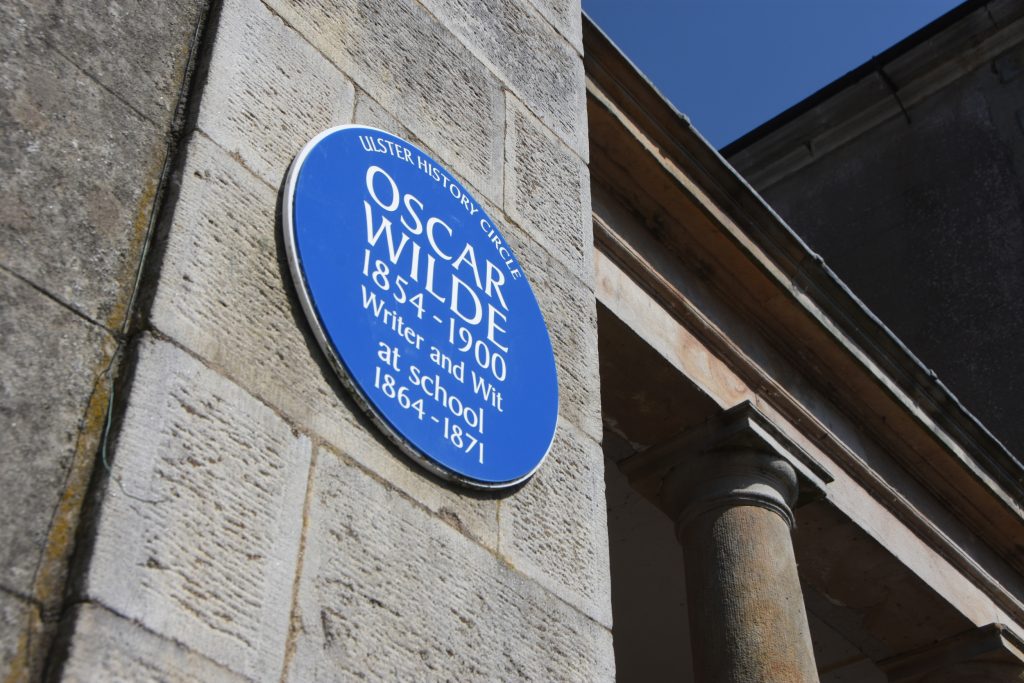 ULSTER HISTORY CIRCLE
OSCAR
WILDE
1854-1900
Writer and Wit
at School
1864-1871